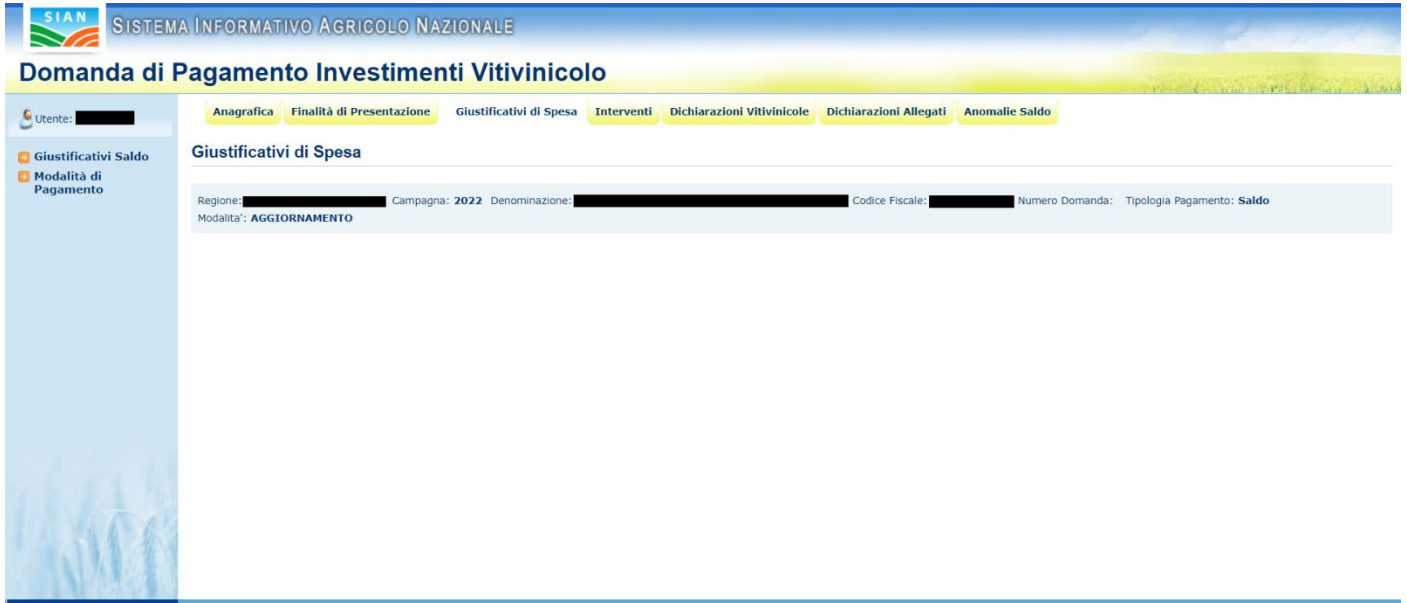 SIAN
SISTEMA INFORMATIVO AGRICOLO NAZIONALE
Domanda di Pagamento Investimenti Vitivinicolo
Utente:
Giustificativi Saldo
Modalità di
Pagamento
Anagrafica Finalità di Presentazione Giustificativi di Spesa Interventi Dichiarazioni Vitivinicole Dichiarazioni Allegati Anomalie Saldo
Giustificativi di Spesa
Regione: Campagna: 2022 Denominazione: Codice Fiscale: Numero Domanda: Tipologia Pagamento: Saldo
Modalita': AGGIORNAMENTO